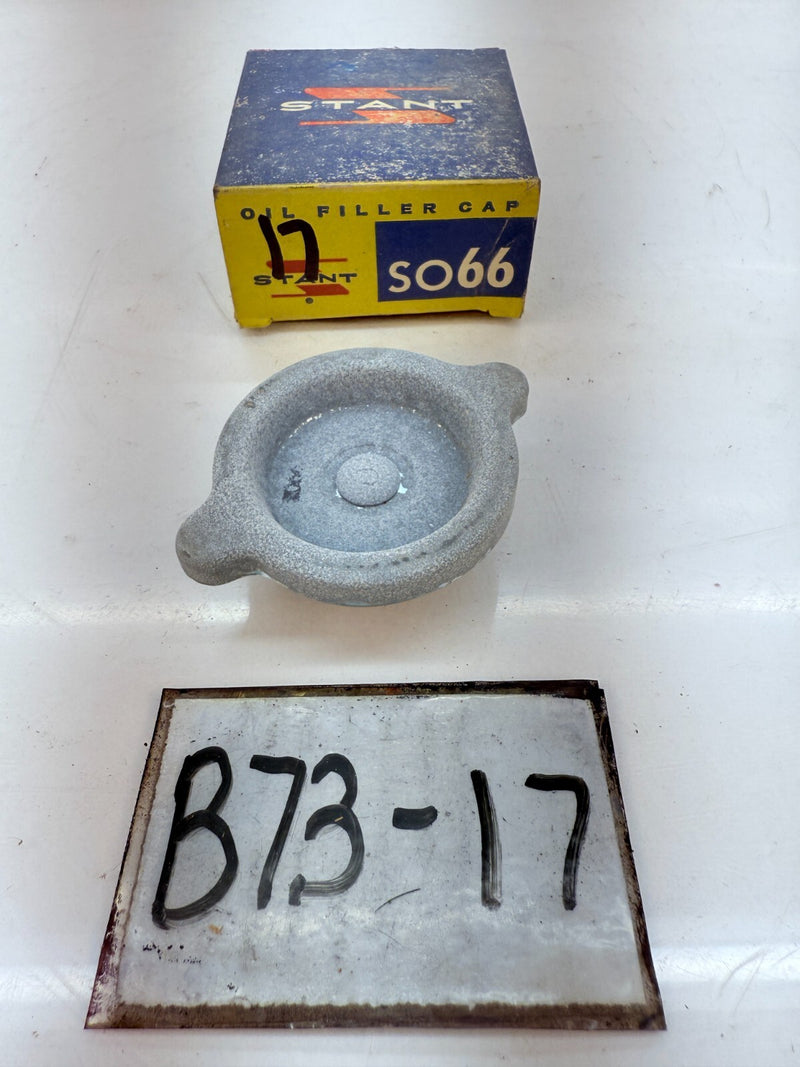 STANT
OIL FILLER CAP
17
STANT
SO66
B73-17